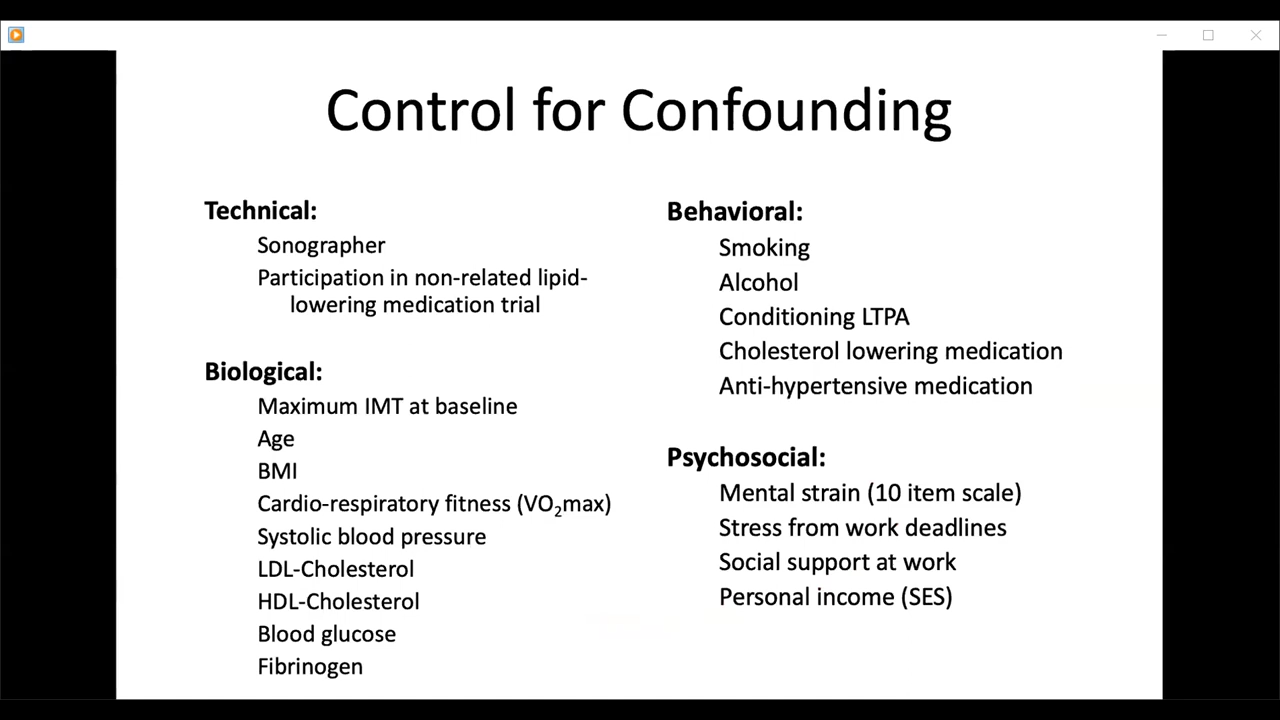 Control for Confounding
Technical:
Sonographer
Participation in non-related lipid-
lowering medication trial
Biological:
Maximum IMT at baseline
Age
BMI
Cardio-respiratory fitness (VO₂max)
Systolic blood pressure
LDL-Cholesterol
HDL-Cholesterol
Blood glucose
Fibrinogen
Behavioral:
Smoking
Alcohol
Conditioning LTPA
Cholesterol lowering medication
Anti-hypertensive medication
Psychosocial:
Mental strain (10 item scale)
Stress from work deadlines
Social support at work
Personal income (SES)